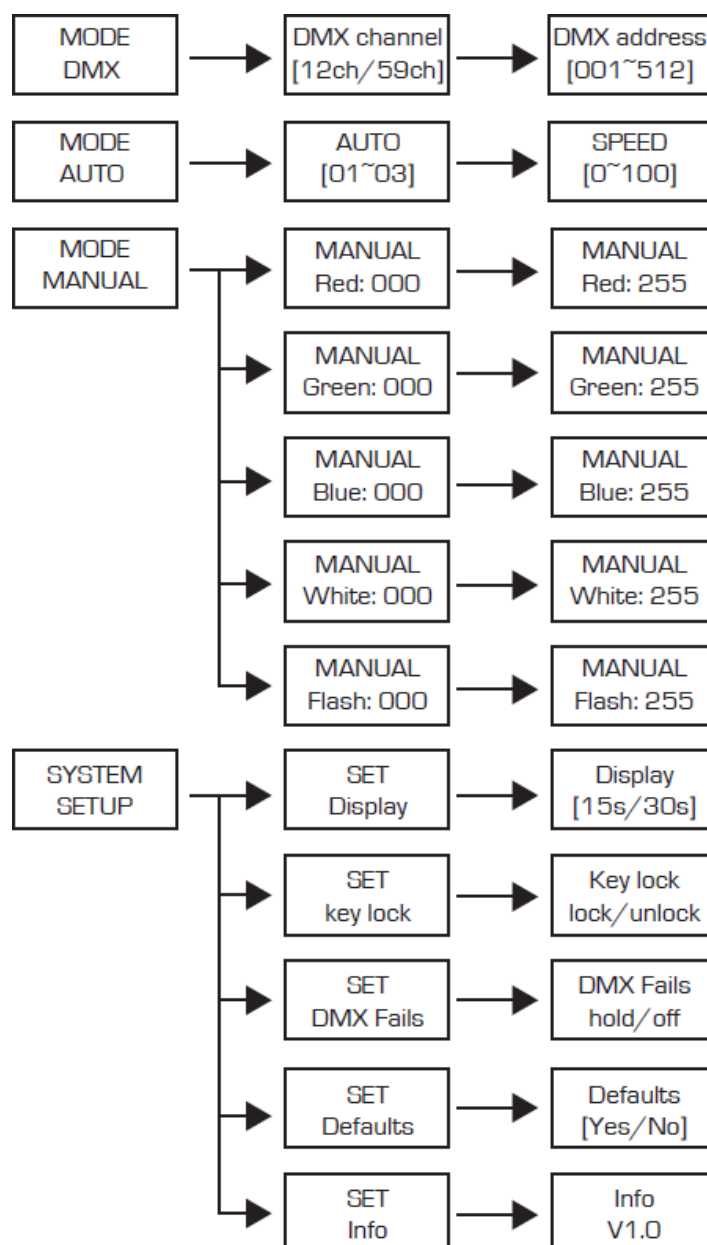 MODE
DMX
DMX channel
[12ch/59ch]
DMX address
[001~512]
MODE
AUTO
AUTO
[01~03]
SPEED
[0~100]
MODE
MANUAL
MANUAL
Red: 000
MANUAL
Red: 255
MANUAL
Green: 000
MANUAL
Green: 255
MANUAL
Blue: 000
MANUAL
Blue: 255
MANUAL
White: 000
MANUAL
White: 255
MANUAL
Flash: 000
MANUAL
Flash: 255
SYSTEM
SETUP
SET
Display
Display
[15s/30s]
SET
key lock
Key lock
lock/unlock
SET
DMX Fails
DMX Fails
hold/off
SET
Defaults
Defaults
[Yes/No]
SET
Info
Info
V1.0